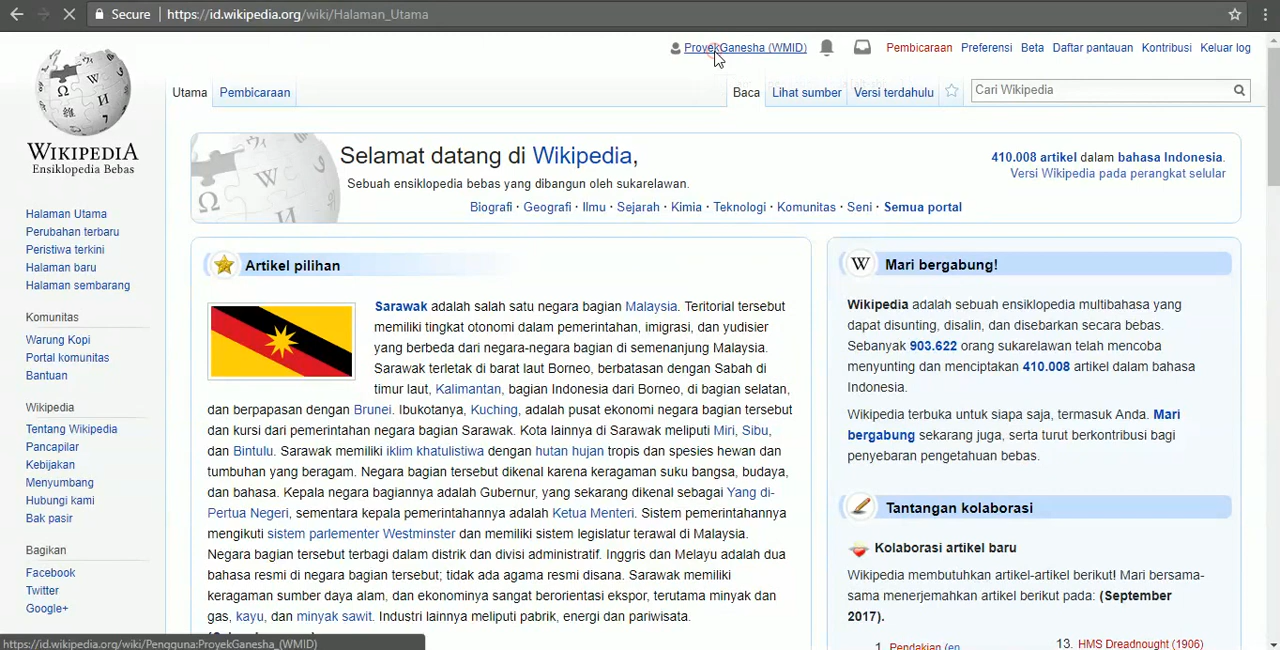 Secure
https://id.wikipedia.org/wiki/Halaman_Utama
ProyekGanesha (WMID)
Pembicaraan
Preferensi
Beta
Daftar pantauan
Kontribusi
Keluar log
WIKIPEDIA
Ensiklopedia Bebas
Utama
Pembicaraan
Baca
Lihat sumber
Versi terdahulu
Cari Wikipedia
Selamat datang di Wikipedia,
Sebuah ensiklopedia bebas yang dibangun oleh sukarelawan.
410.008 artikel dalam bahasa Indonesia.
Versi Wikipedia pada perangkat selular
Biografi · Geografi · Ilmu · Sejarah · Kimia · Teknologi · Komunitas · Seni · Semua portal
Halaman Utama
Perubahan terbaru
Peristiwa terkini
Halaman baru
Halaman sembarang
Komunitas
Warung Kopi
Portal komunitas
Bantuan
Wikipedia
Tentang Wikipedia
Pancapilar
Kebijakan
Menyumbang
Hubungi kami
Bak pasir
Bagikan
Facebook
Twitter
Google+
Artikel pilihan
Sarawak adalah salah satu negara bagian Malaysia. Teritorial tersebut
memiliki tingkat otonomi dalam pemerintahan, imigrasi, dan yudisier
yang berbeda dari negara-negara bagian di semenanjung Malaysia.
Sarawak terletak di barat laut Borneo, berbatasan dengan Sabah di
timur laut, Kalimantan, bagian Indonesia dari Borneo, di bagian selatan,
dan berpapasan dengan Brunei. Ibukotanya, Kuching, adalah pusat ekonomi negara bagian tersebut
dan kursi dari pemerintahan negara bagian Sarawak. Kota lainnya di Sarawak meliputi Miri, Sibu,
dan Bintulu. Sarawak memiliki iklim khatulistiwa dengan hutan hujan tropis dan spesies hewan dan
tumbuhan yang beragam. Negara bagian tersebut dikenal karena keragaman suku bangsa, budaya,
dan bahasa. Kepala negara bagiannya adalah Gubernur, yang sekarang dikenal sebagai Yang di-
Pertua Negeri, sementara kepala pemerintahannya adalah Ketua Menteri. Sistem pemerintahannya
mengikuti sistem parlementer Westminster dan memiliki sistem legislatur terawal di Malaysia.
Negara bagian tersebut terbagi dalam distrik dan divisi administratif. Inggris dan Melayu adalah dua
bahasa resmi di negara bagian tersebut; tidak ada agama resmi disana. Sarawak memiliki
keragaman sumber daya alam, dan ekonominya sangat berorientasi ekspor, terutama minyak dan
gas, kayu, dan minyak sawit. Industri lainnya meliputi pabrik, energi dan pariwisata.
Mari bergabung!
Wikipedia adalah sebuah ensiklopedia multibahasa yang
dapat disunting, disalin, dan disebarkan secara bebas.
Sebanyak 903.622 orang sukarelawan telah mencoba
menyunting dan menciptakan 410.008 artikel dalam bahasa
Indonesia.
Wikipedia terbuka untuk siapa saja, termasuk Anda. Mari
bergabung sekarang juga, serta turut berkontribusi bagi
penyebaran pengetahuan bebas.
Tantangan kolaborasi
Kolaborasi artikel baru
Wikipedia membutuhkan artikel-artikel berikut! Mari bersama-
sama menerjemahkan artikel berikut pada: (September
2017).
1. Pendakian (en
13. HMS Dreadnought (1906)
https://id.wikipedia.org/wiki/Pengguna:ProyekGanesha_(WMID)